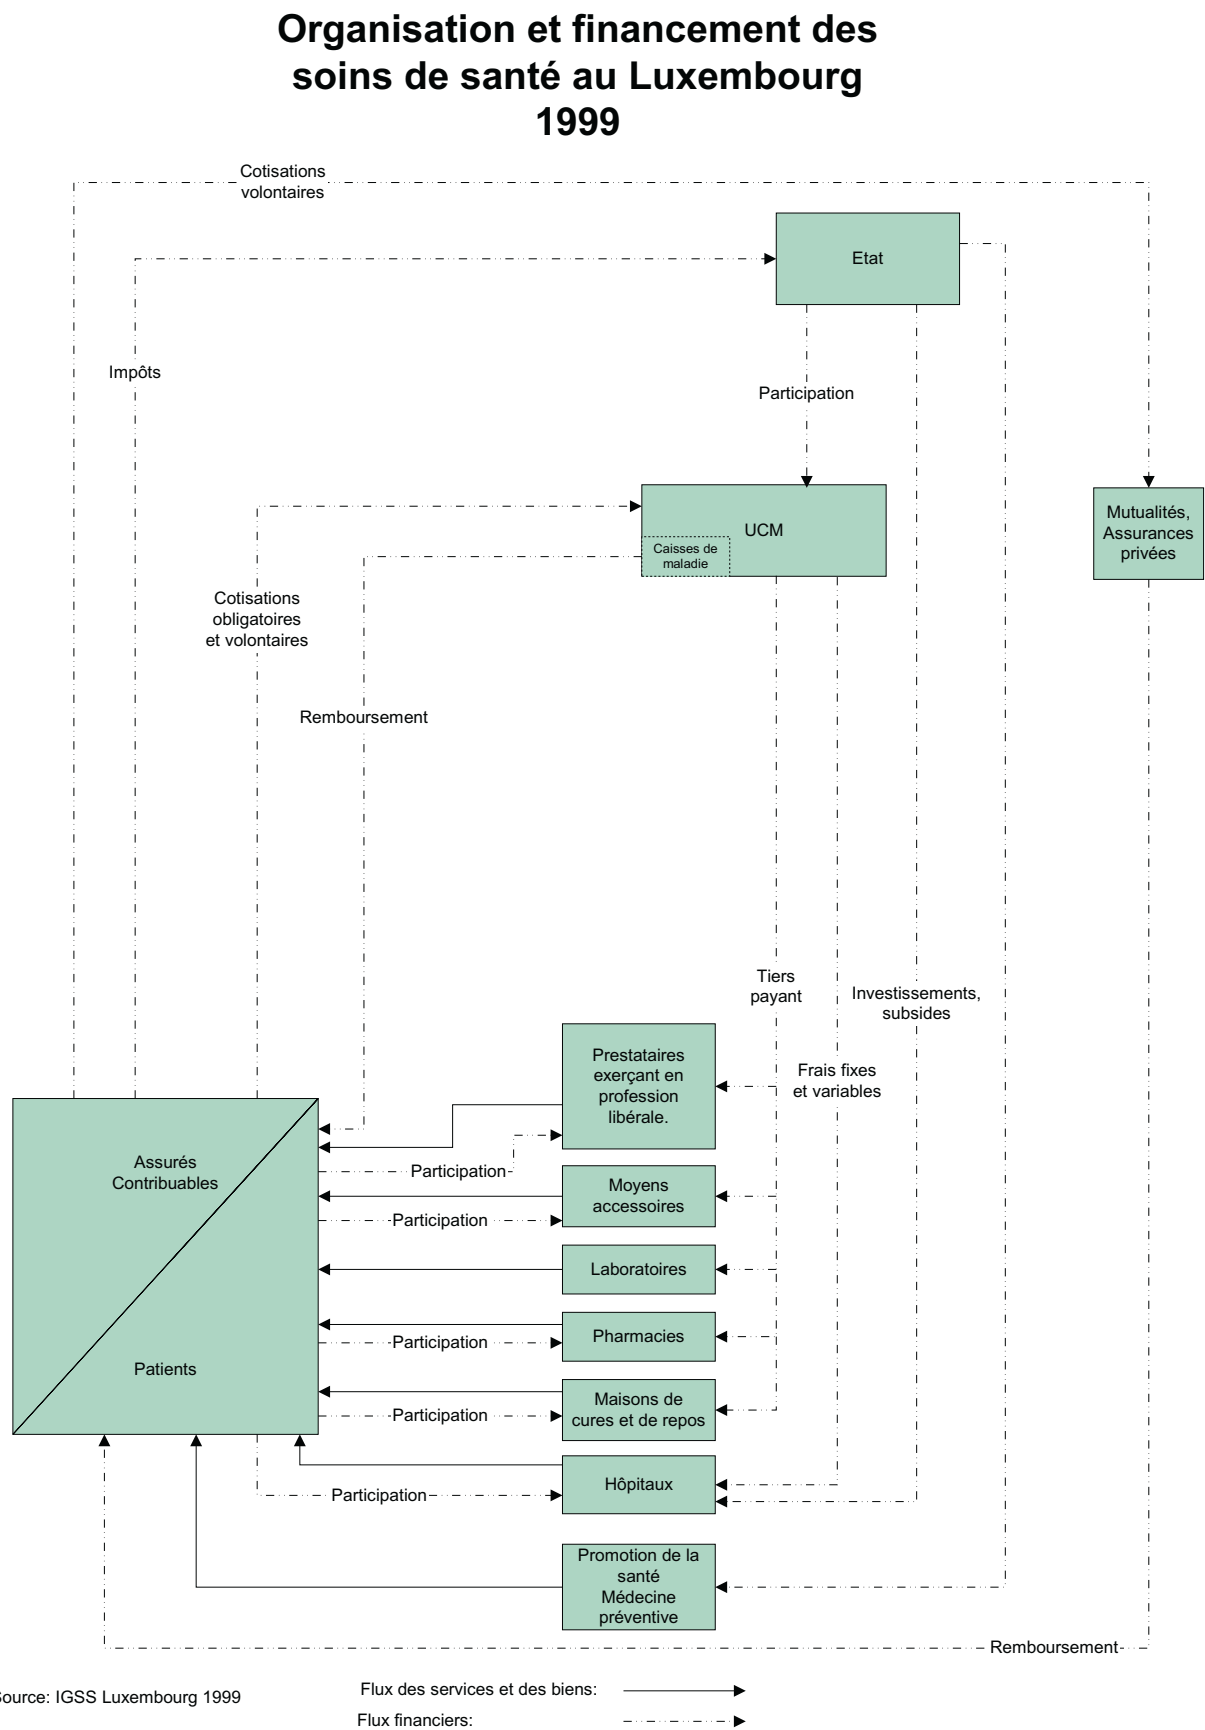 Organisation et financement des
soins de santé au Luxembourg
1999
Cotisations
volontaires
Etat
Impôts
Participation
UCM
Caisses de
maladie
Mutualités,
Assurances
privées
Cotisations
obligatoires
et volontaires
Remboursement
Tiers
payant
Investissements,
subsides
Prestataires
exerçant en
profession
libérale.
Frais fixes
et variables
Assurés
Contribuables
Participation
Moyens
accessoires
Participation
Laboratoires
Pharmacies
Participation
Patients
Maisons de
cures et de repos
Participation
Hôpitaux
Participation
Promotion de la
santé
Médecine
préventive
Remboursement
Source: IGSS Luxembourg 1999
Flux des services et des biens:
Flux financiers: